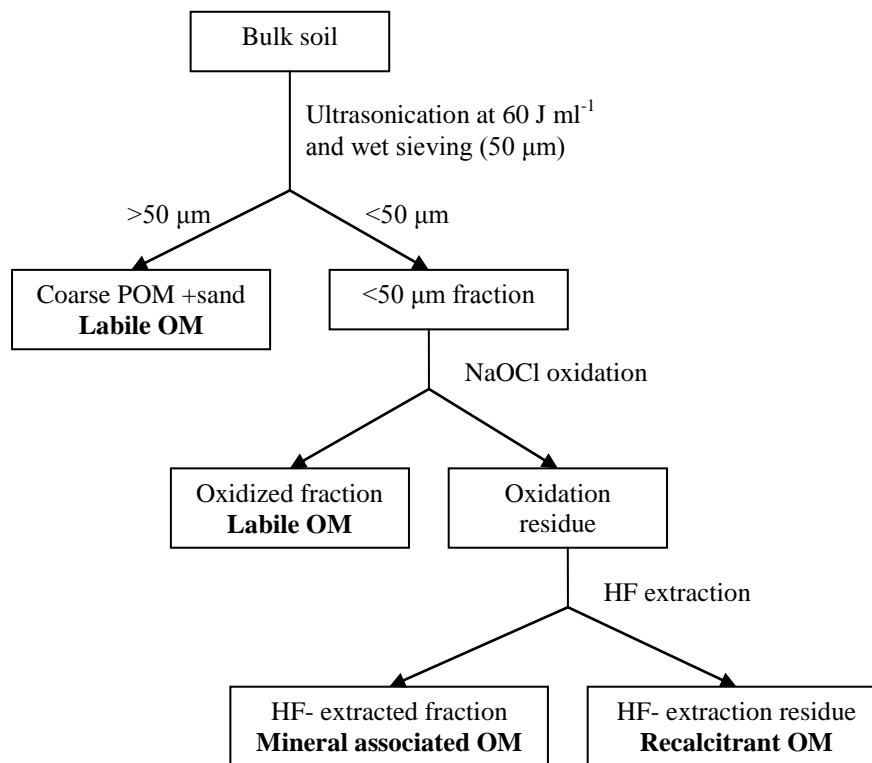 Bulk soil
Ultrasonication at 60 J ml-1
and wet sieving (50 μm)
>50 μm
<50 μm
Coarse POM +sand
Labile OM
<50 μm fraction
NaOCl oxidation
Oxidized fraction
Labile OM
Oxidation
residue
HF extraction
HF- extracted fraction
Mineral associated OM
HF- extraction residue
Recalcitrant OM